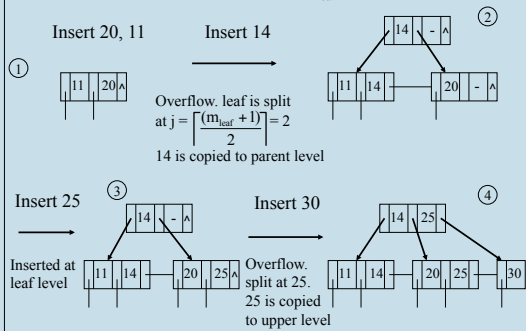 Insert 20, 11
Insert 14
①
11 20 ^
Overflow. leaf is split
at j = ⌈(m_leaf + 1) / 2⌉ = 2
14 is copied to parent level
②
14 - ^
11 14 20 - ^
Insert 25
Inserted at
leaf level
③
14 - ^
11 14 20 25 ^
Insert 30
Overflow.
split at 25.
25 is copied
to upper level
④
14 25
11 14 20 25 30